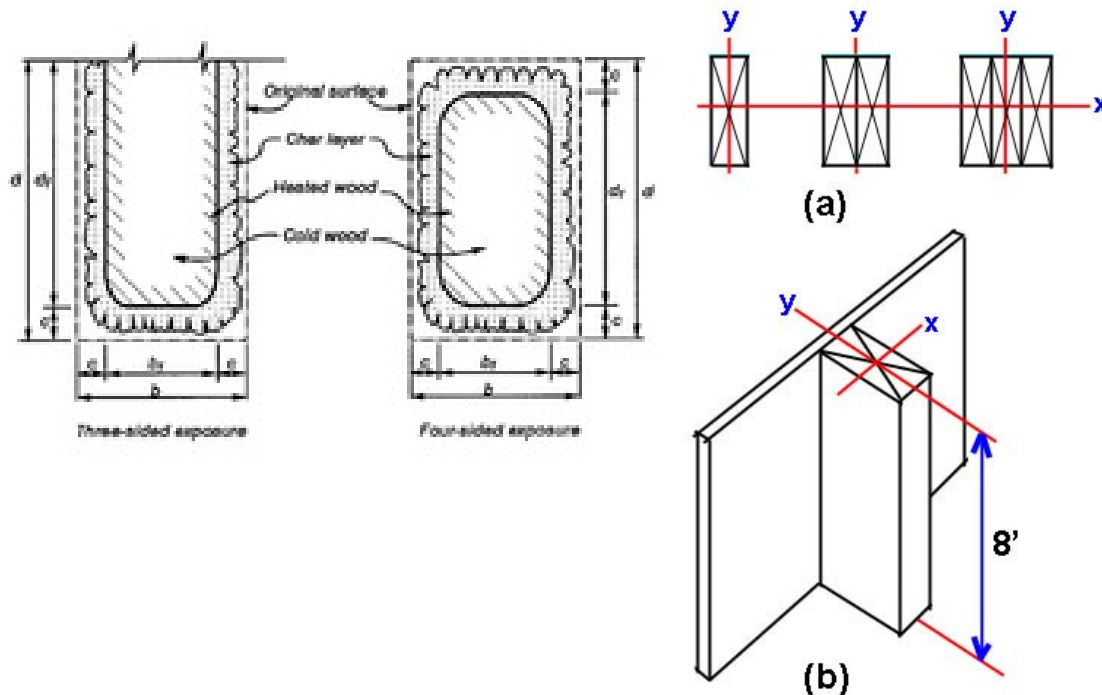 Original surface
Char layer
Heated wood
Cold wood
d
d
b
b
Three-sided exposure
d
c
c
b
Four-sided exposure
y
y
y
x
(a)
y
x
8’
(b)